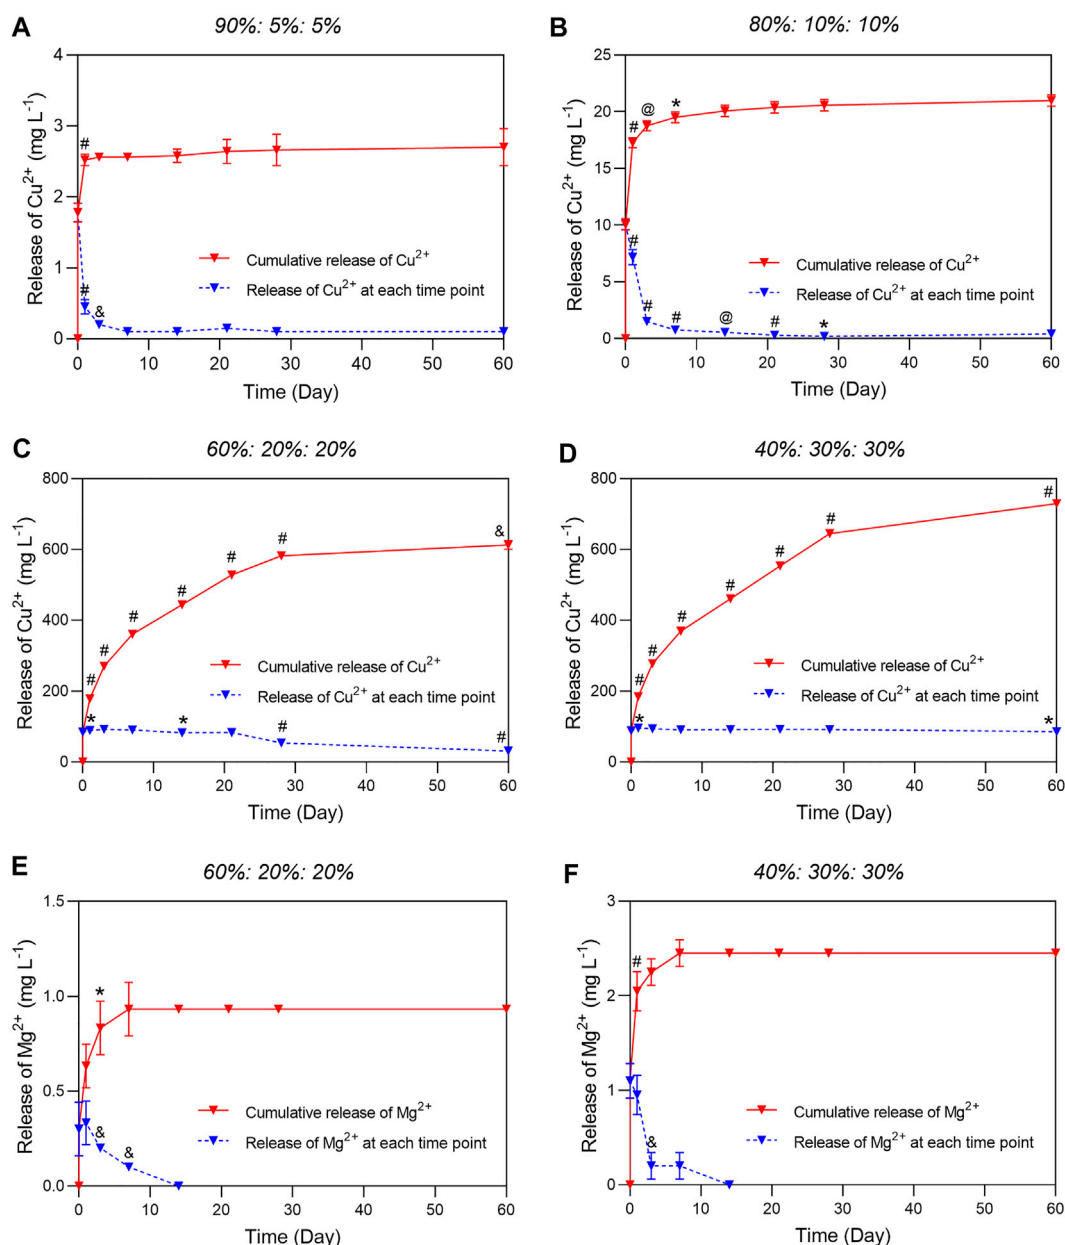 A
90%: 5%: 5%
Release of Cu²⁺ (mg L⁻¹)
4
3
2
1
0
#
#
&
Cumulative release of Cu²⁺
Release of Cu²⁺ at each time point
0 10 20 30 40 50 60
Time (Day)
B
80%: 10%: 10%
Release of Cu²⁺ (mg L⁻¹)
25
20
15
10
5
0
# @ *
#
# # @ # *
Cumulative release of Cu²⁺
Release of Cu²⁺ at each time point
0 10 20 30 40 50 60
Time (Day)
C
60%: 20%: 20%
Release of Cu²⁺ (mg L⁻¹)
800
600
400
200
0
# # # # # # &
* * # #
Cumulative release of Cu²⁺
Release of Cu²⁺ at each time point
0 10 20 30 40 50 60
Time (Day)
D
40%: 30%: 30%
Release of Cu²⁺ (mg L⁻¹)
800
600
400
200
0
# # # # # # #
* *
Cumulative release of Cu²⁺
Release of Cu²⁺ at each time point
0 10 20 30 40 50 60
Time (Day)
E
60%: 20%: 20%
Release of Mg²⁺ (mg L⁻¹)
1.5
1.0
0.5
0.0
*
& &
Cumulative release of Mg²⁺
Release of Mg²⁺ at each time point
0 10 20 30 40 50 60
Time (Day)
F
40%: 30%: 30%
Release of Mg²⁺ (mg L⁻¹)
3
2
1
0
#
&
Cumulative release of Mg²⁺
Release of Mg²⁺ at each time point
0 10 20 30 40 50 60
Time (Day)